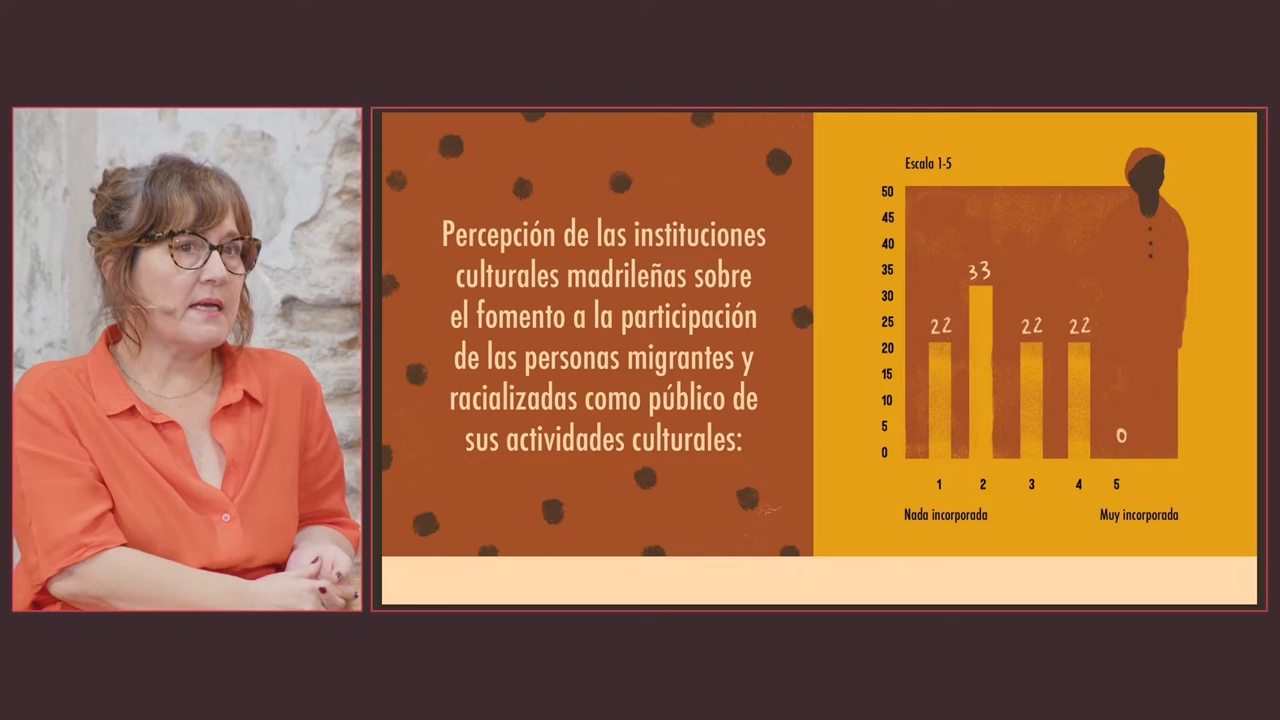 Percepción de las instituciones
culturales madrileñas sobre
el fomento a la participación
de las personas migrantes y
racializadas como público de
sus actividades culturales:
Escala 1-5
50
45
40
35
30
25
20
15
10
5
0
22
33
22
22
0
1 2 3 4 5
Nada incorporada Muy incorporada